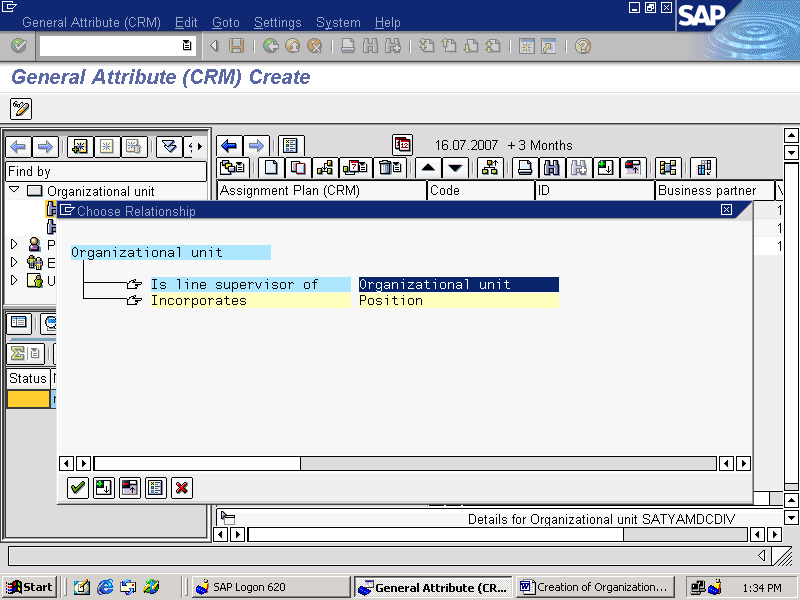 General Attribute (CRM) Edit Goto Settings System Help
SAP
General Attribute (CRM) Create
16.07.2007 + 3 Months
Find by
Assignment Plan (CRM) Code ID Business partner V
Organizational unit
Choose Relationship
1
1
P
1
E
U
Organizational unit
Is line supervisor of Organizational unit
Incorporates Position
Status
Details for Organizational unit SATYAMDCDIV
Start SAP Logon 620 General Attribute (CR... Creation of Organization... 1:34 PM